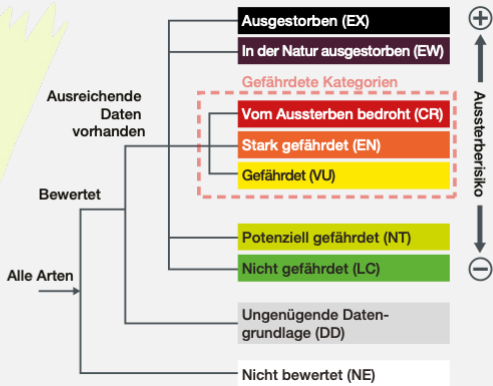 Ausgestorben (EX)
In der Natur ausgestorben (EW)
Gefährdete Kategorien
Ausreichende
Daten
vorhanden
Vom Aussterben bedroht (CR)
Stark gefährdet (EN)
Gefährdet (VU)
Aussterberisiko
Bewertet
Potenziell gefährdet (NT)
Alle Arten
Nicht gefährdet (LC)
Ungenügende Daten-
grundlage (DD)
Nicht bewertet (NE)